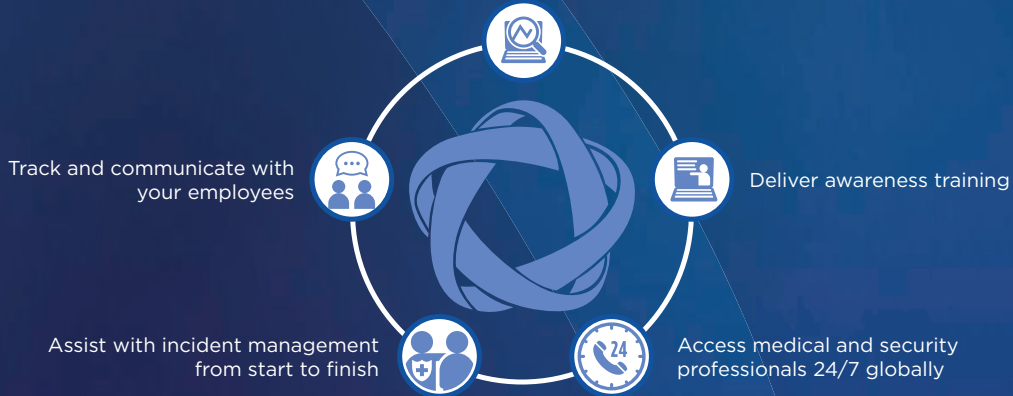 Track and communicate with
your employees
Deliver awareness training
Assist with incident management
from start to finish
24
Access medical and security
professionals 24/7 globally